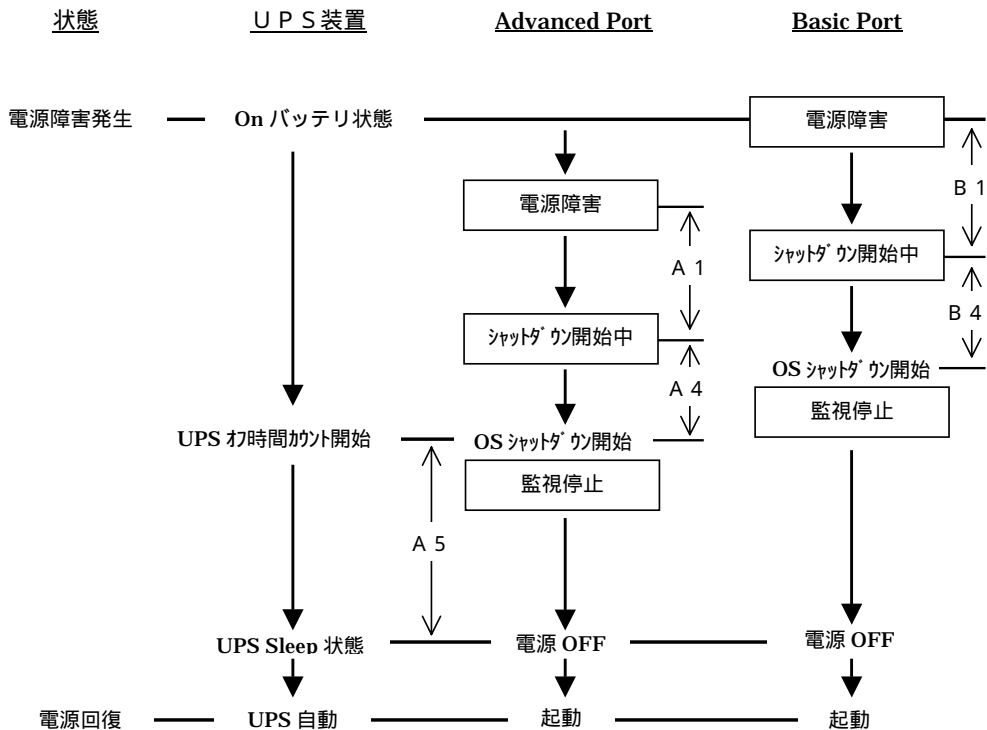 状態 ＵＰＳ装置 Advanced Port Basic Port
電源障害発生 On バッテリ状態 電源障害
Ｂ１
電源障害
ｼｬｯﾄﾀﾞｳﾝ開始中
Ａ１
Ｂ４
ｼｬｯﾄﾀﾞｳﾝ開始中
OS ｼｬｯﾄﾀﾞｳﾝ開始
Ａ４
監視停止
UPS ｵﾌ時間ｶｳﾝﾄ開始 OS ｼｬｯﾄﾀﾞｳﾝ開始
監視停止
Ａ５
UPS Sleep 状態 電源 OFF 電源 OFF
電源回復 UPS 自動 起動 起動